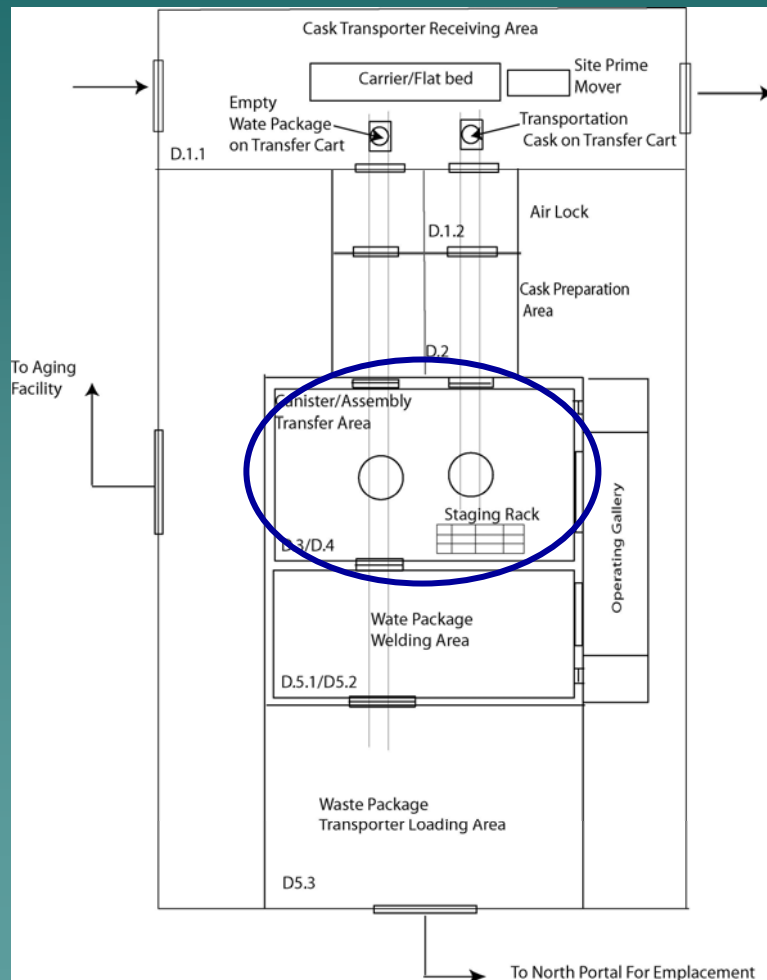 Cask Transporter Receiving Area
Carrier/Flat bed
Site Prime
Mover
Empty
Wate Package
on Transfer Cart
Transportation
Cask on Transfer Cart
D.1.1
Air Lock
D.1.2
Cask Preparation
Area
D.2
To Aging
Facility
Canister/Assembly
Transfer Area
Staging Rack
D.3/D.4
Operating Gallery
Wate Package
Welding Area
D.5.1/D5.2
Waste Package
Transporter Loading Area
D5.3
To North Portal For Emplacement